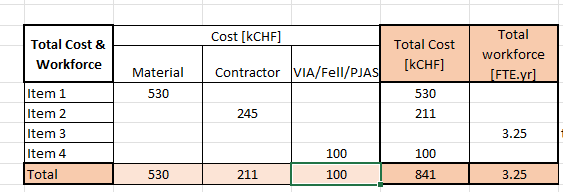 Total Cost & Workforce Cost [kCHF] Total Cost [kCHF] Total workforce [FTE.yr]
Material Contractor VIA/Fell/PJAS
Item 1 530 530
Item 2 245 211
Item 3 3.25
Item 4 100 100
Total 530 211 100 841 3.25